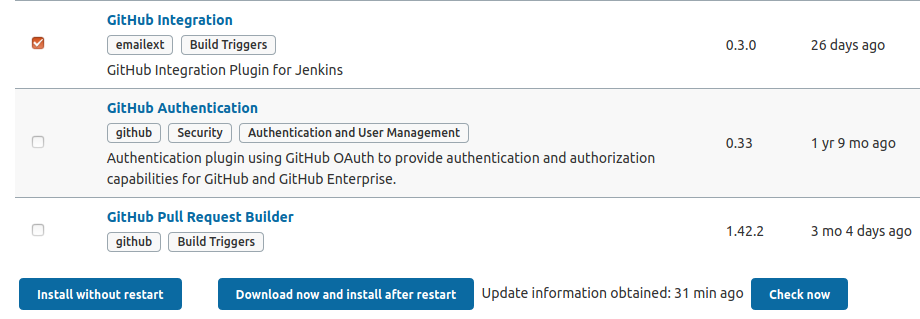 GitHub Integration
emailext Build Triggers
0.3.0 26 days ago
GitHub Integration Plugin for Jenkins
GitHub Authentication
github Security Authentication and User Management
0.33 1 yr 9 mo ago
Authentication plugin using GitHub OAuth to provide authentication and authorization
capabilities for GitHub and GitHub Enterprise.
GitHub Pull Request Builder
1.42.2 3 mo 4 days ago
github Build Triggers
Install without restart Download now and install after restart Update information obtained: 31 min ago Check now